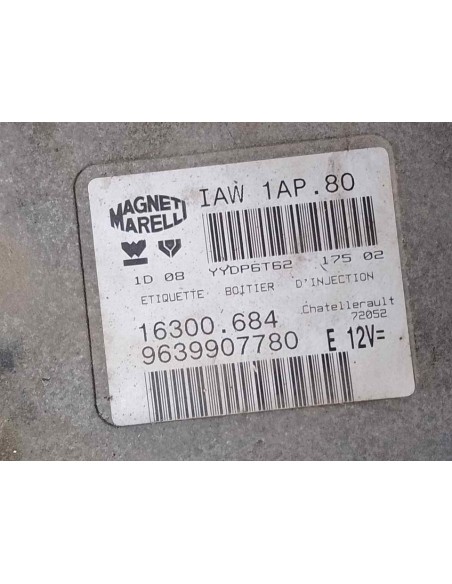 MAGNETI
MARELLI
IAW 1AP.80
1D 08 YYDP6T62 175 02
ETIQUETTE BOITIER D'INJECTION
16300.684 Chatellerault
72052
9639907780 E 12V=